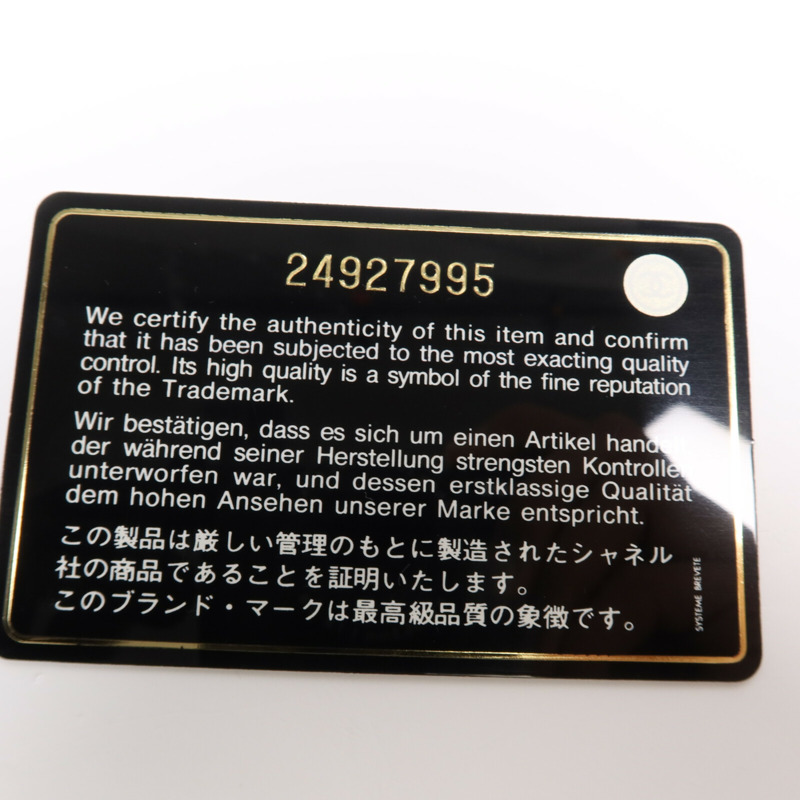 24927995
We certify the authenticity of this item and confirm
that it has been subjected to the most exacting quality
control. Its high quality is a symbol of the fine reputation
of the Trademark.
Wir bestätigen, dass es sich um einen Artikel handelt,
der während seiner Herstellung strengsten Kontrollen
unterworfen war, und dessen erstklassige Qualität
dem hohen Ansehen unserer Marke entspricht.
この製品は厳しい管理のもとに製造されたシャネル
社の商品であることを証明いたします。
このブランド・マークは最高級品質の象徴です。
SYSTEME BREVETE